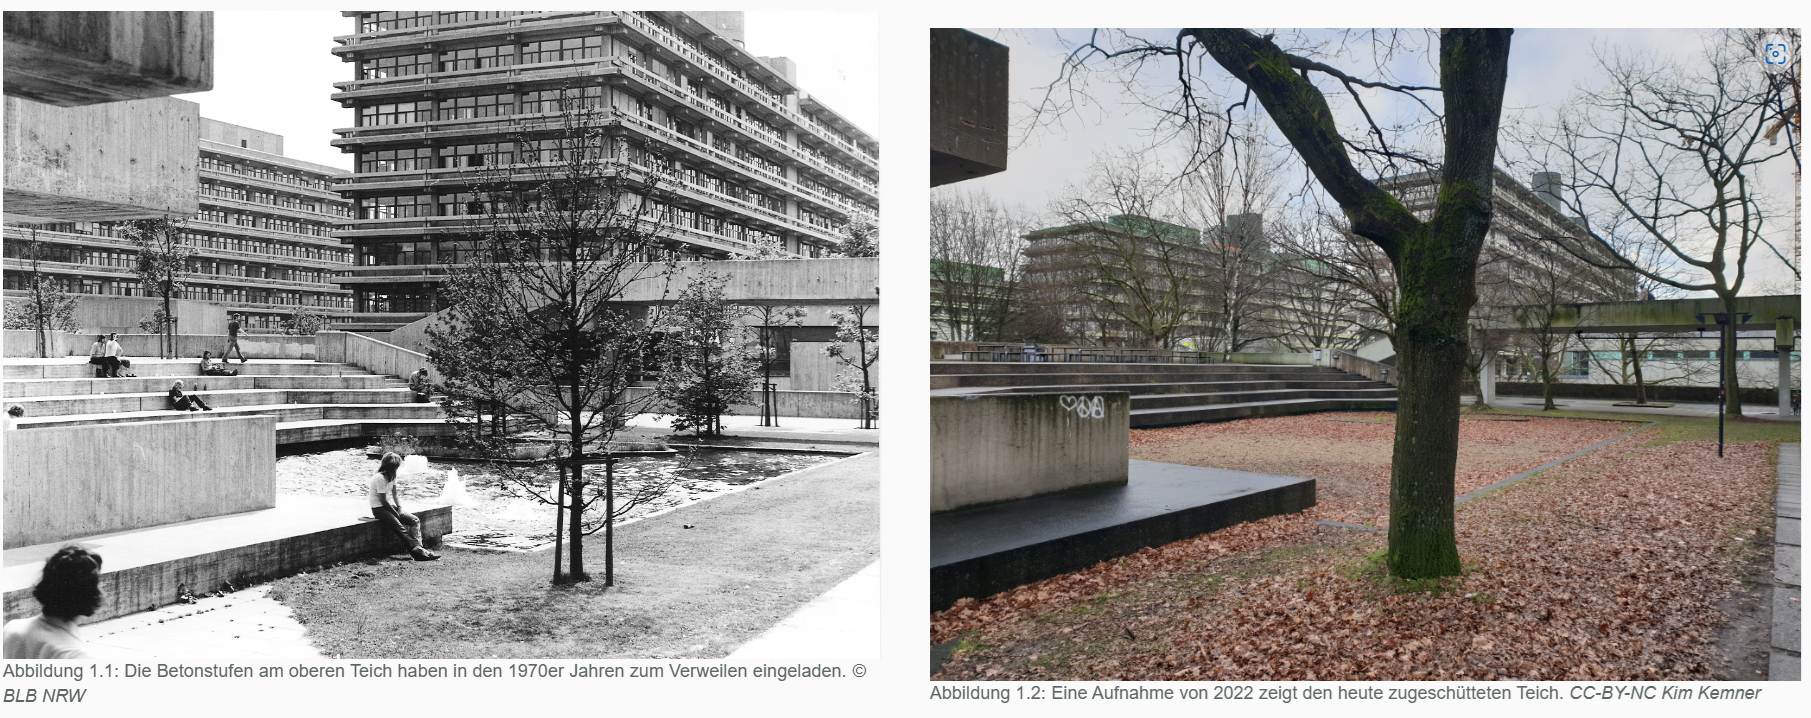 Abbildung 1.1: Die Betonstufen am oberen Teich haben in den 1970er Jahren zum Verweilen eingeladen. ©
BLB NRW
Abbildung 1.2: Eine Aufnahme von 2022 zeigt den heute zugeschütteten Teich. CC-BY-NC Kim Kemner